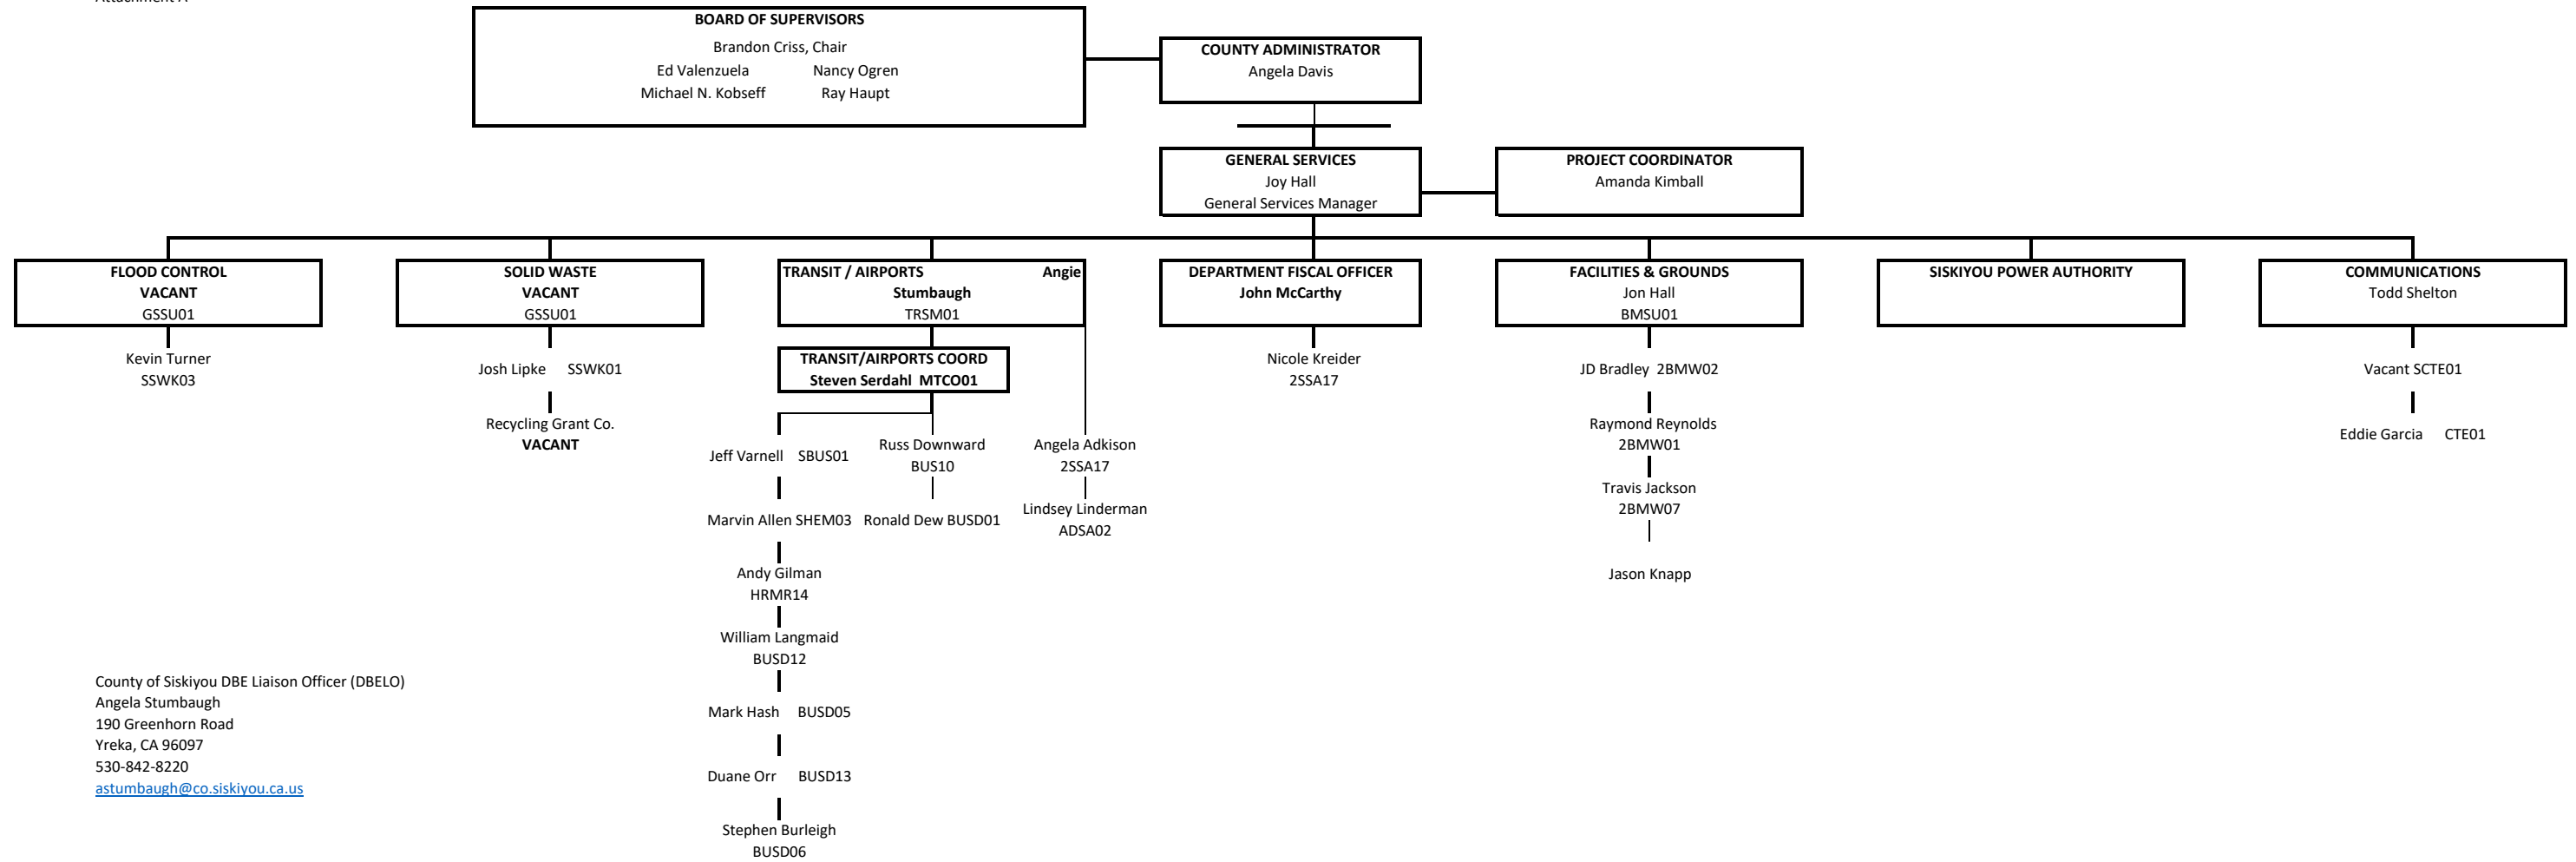 Attachment A
BOARD OF SUPERVISORS
Brandon Criss, Chair
Ed Valenzuela Nancy Ogren
Michael N. Kobseff Ray Haupt
COUNTY ADMINISTRATOR
Angela Davis
GENERAL SERVICES
Joy Hall
General Services Manager
PROJECT COORDINATOR
Amanda Kimball
FLOOD CONTROL
VACANT
GSSU01
Kevin Turner
SSWK03
SOLID WASTE
VACANT
GSSU01
Josh Lipke SSWK01
Recycling Grant Co.
VACANT
TRANSIT / AIRPORTS Angie
Stumbaugh
TRSM01
TRANSIT/AIRPORTS COORD
Steven Serdahl MTCO01
Jeff Varnell SBUS01
Marvin Allen SHEM03
Andy Gilman
HRMR14
William Langmaid
BUSD12
Mark Hash BUSD05
Duane Orr BUSD13
Stephen Burleigh
BUSD06
Russ Downward
BUS10
Ronald Dew BUSD01
Angela Adkison
2SSA17
Lindsey Linderman
ADSA02
DEPARTMENT FISCAL OFFICER
John McCarthy
Nicole Kreider
2SSA17
FACILITIES & GROUNDS
Jon Hall
BMSU01
JD Bradley 2BMW02
Raymond Reynolds
2BMW01
Travis Jackson
2BMW07
Jason Knapp
SISKIYOU POWER AUTHORITY
COMMUNICATIONS
Todd Shelton
Vacant SCTE01
Eddie Garcia CTE01
County of Siskiyou DBE Liaison Officer (DBELO)
Angela Stumbaugh
190 Greenhorn Road
Yreka, CA 96097
530-842-8220
astumbaugh@co.siskiyou.ca.us